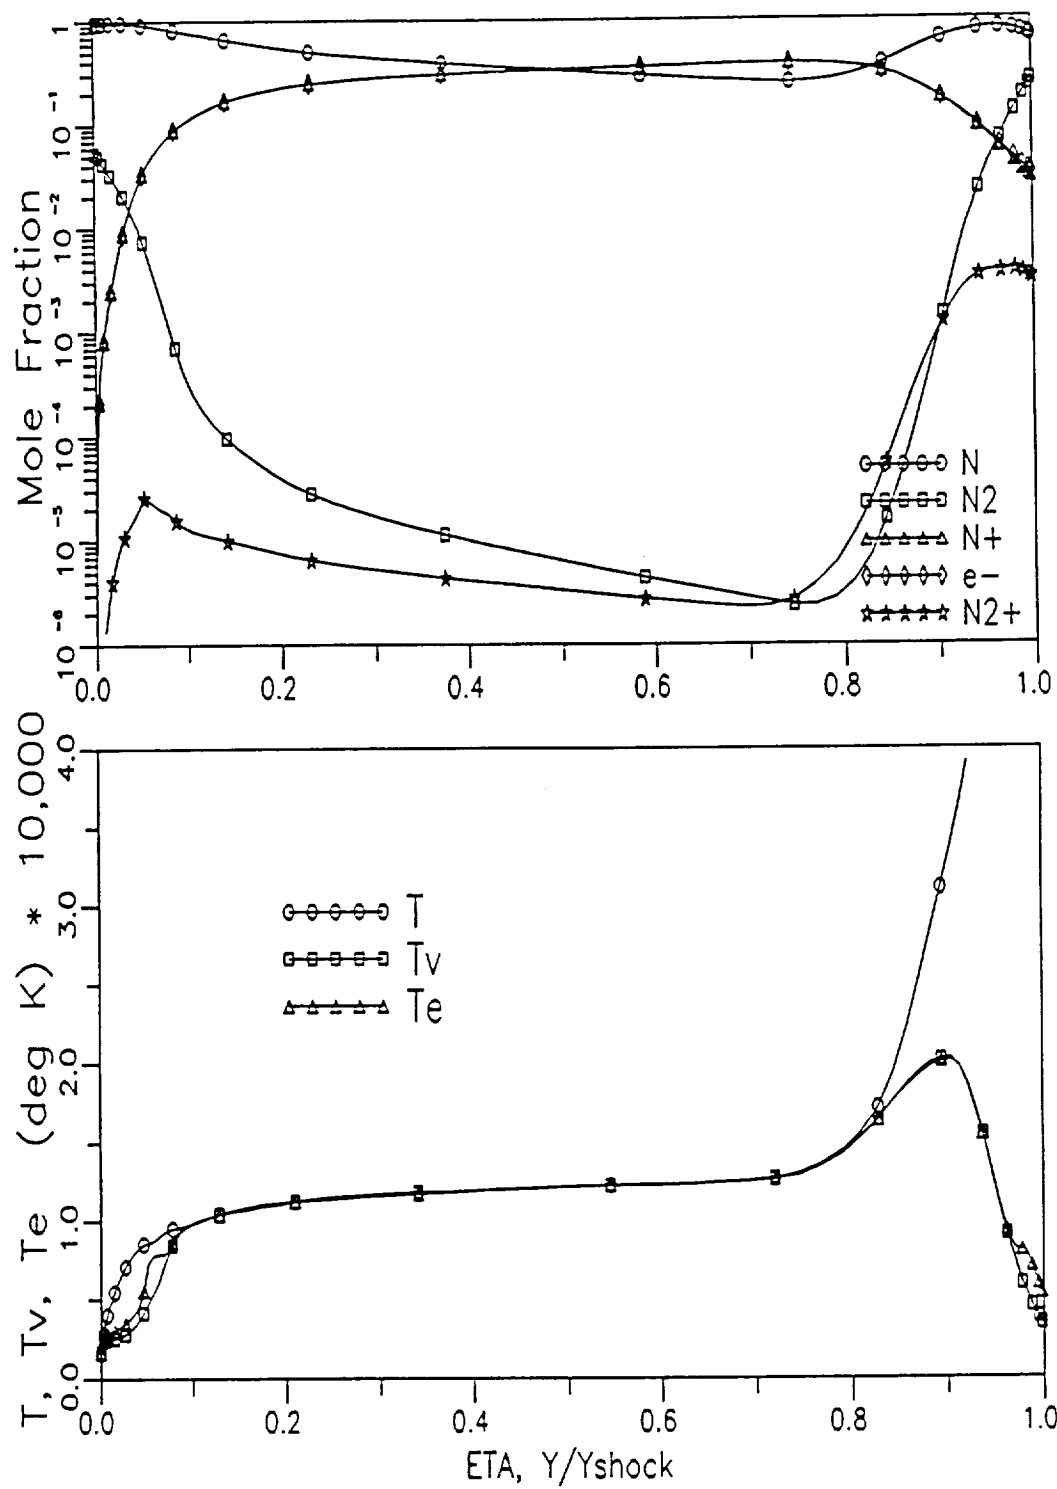 Mole Fraction
1
10⁻¹
10⁻²
10⁻³
10⁻⁴
10⁻⁵
10⁻⁶
N
N2
N+
e-
N2+
0.0 0.2 0.4 0.6 0.8 1.0
T, Tv, Te (deg K) * 10,000
4.0
3.0
2.0
1.0
0.0
T
Tv
Te
0.0 0.2 0.4 0.6 0.8 1.0
ETA, Y/Yshock